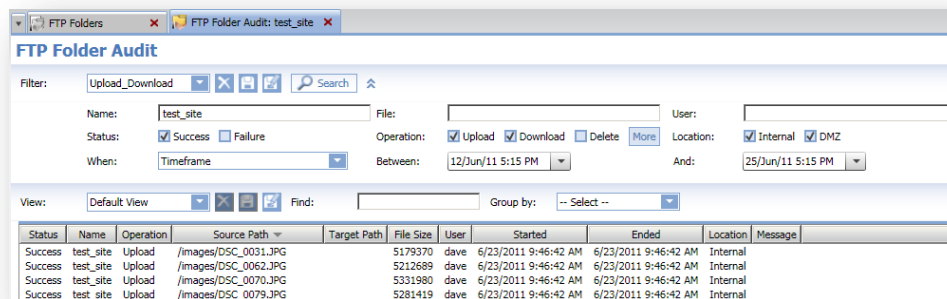 FTP Folders FTP Folder Audit: test_site
FTP Folder Audit
Filter: Upload_Download Search
Name: test_site File: User:
Status: Success Failure Operation: Upload Download Delete More Location: Internal DMZ
When: Timeframe Between: 12/Jun/11 5:15 PM And: 25/Jun/11 5:15 PM
View: Default View Find: Group by: -- Select --
Status Name Operation Source Path Target Path File Size User Started Ended Location Message
Success test_site Upload /images/DSC_0031.JPG 5179370 dave 6/23/2011 9:46:42 AM 6/23/2011 9:46:42 AM Internal
Success test_site Upload /images/DSC_0062.JPG 5212689 dave 6/23/2011 9:46:42 AM 6/23/2011 9:46:42 AM Internal
Success test_site Upload /images/DSC_0070.JPG 5331980 dave 6/23/2011 9:46:42 AM 6/23/2011 9:46:42 AM Internal
Success test_site Upload /images/DSC_0079.JPG 5281419 dave 6/23/2011 9:46:42 AM 6/23/2011 9:46:42 AM Internal